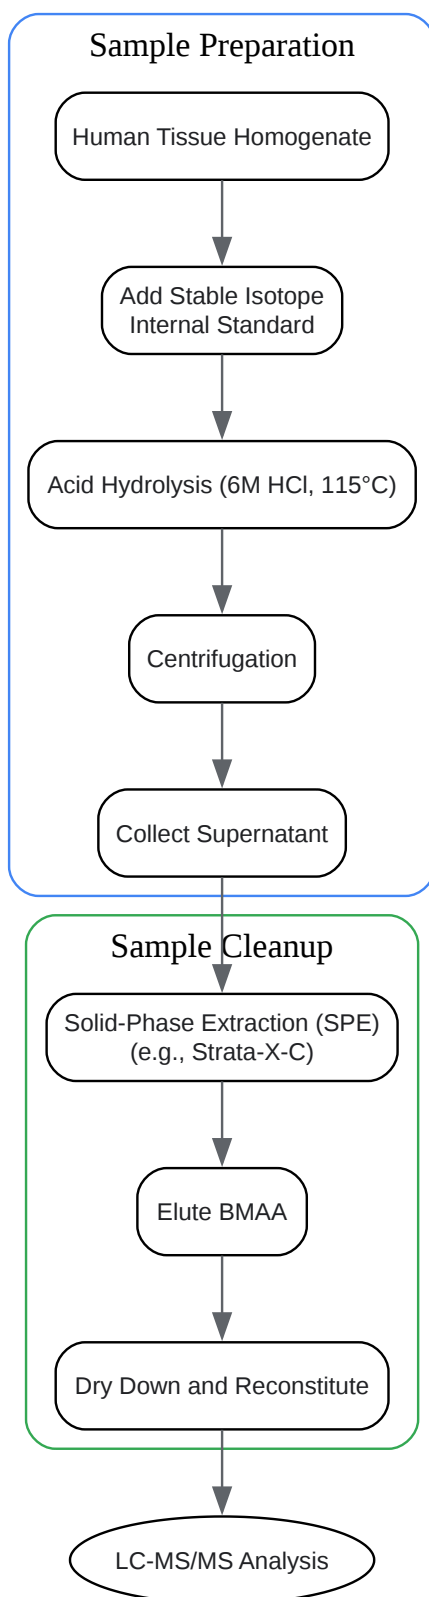 Sample Preparation
Human Tissue Homogenate
Add Stable Isotope
Internal Standard
Acid Hydrolysis (6M HCl, 115°C)
Centrifugation
Collect Supernatant
Sample Cleanup
Solid-Phase Extraction (SPE)
(e.g., Strata-X-C)
Elute BMAA
Dry Down and Reconstitute
LC-MS/MS Analysis